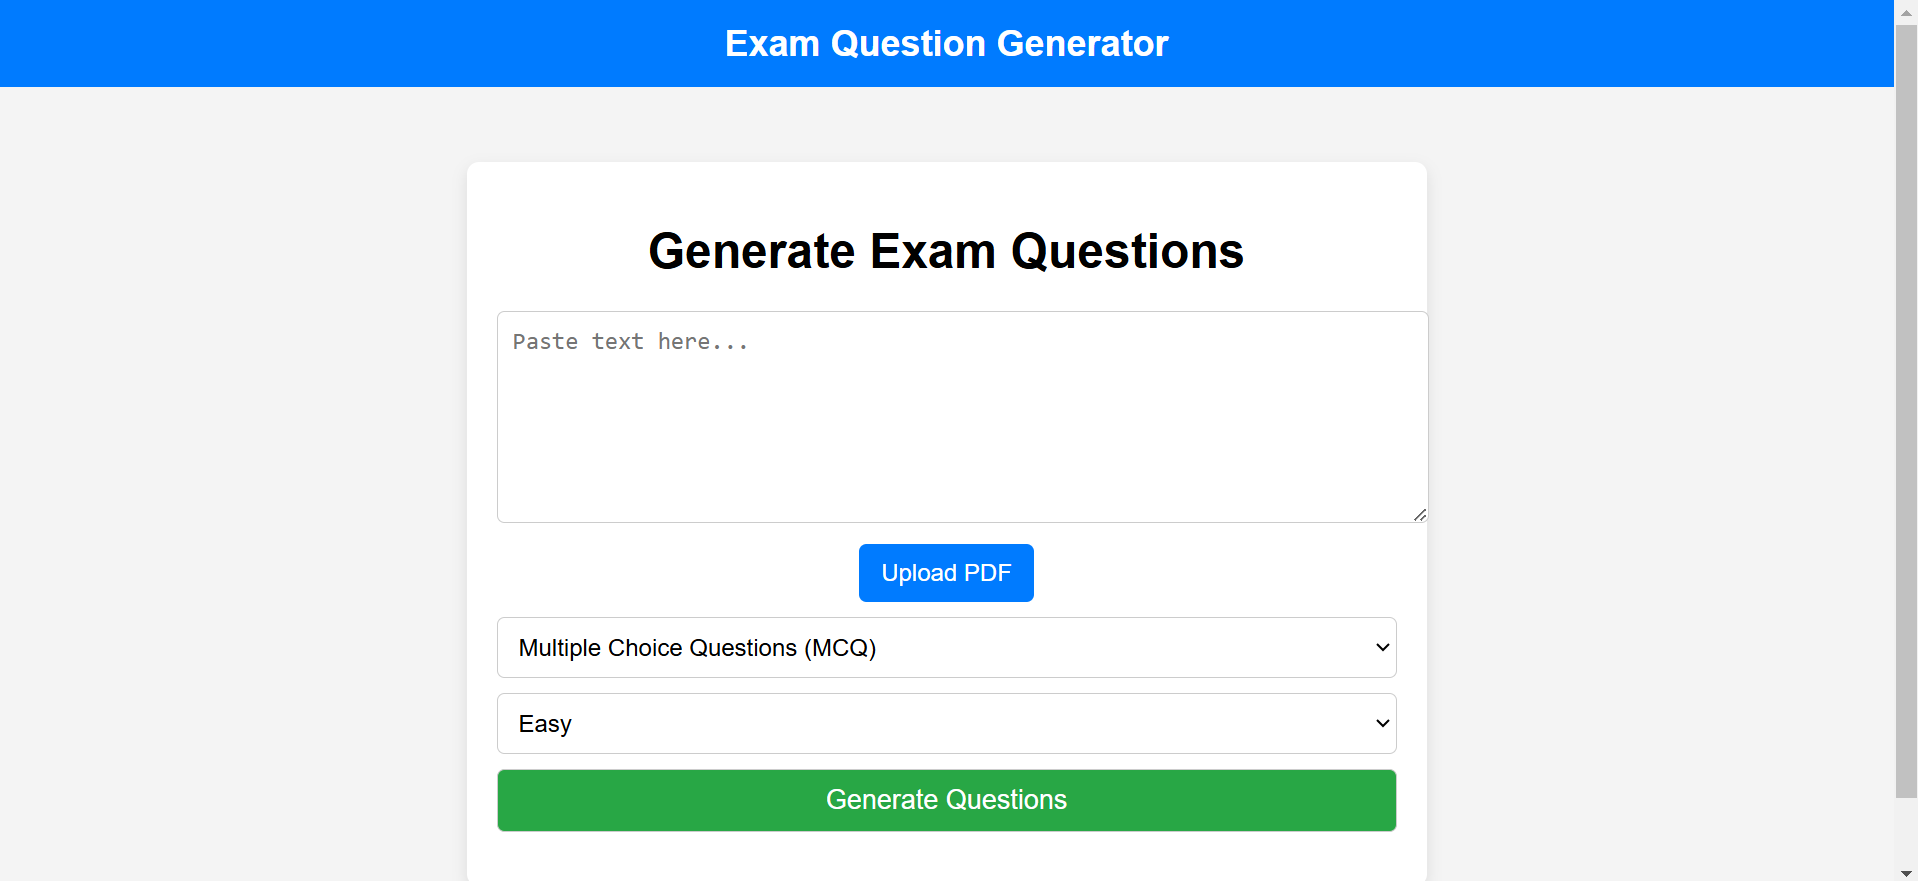 Exam Question Generator
Generate Exam Questions
Paste text here...
Upload PDF
Multiple Choice Questions (MCQ)
Easy
Generate Questions